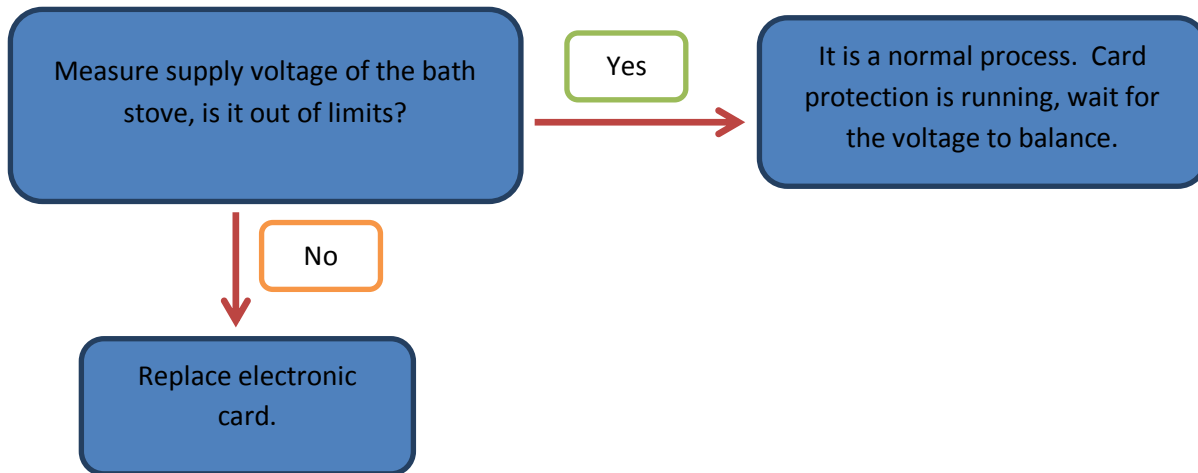 Measure supply voltage of the bath
stove, is it out of limits?
Yes
It is a normal process.  Card
protection is running, wait for
the voltage to balance.
No
Replace electronic
card.